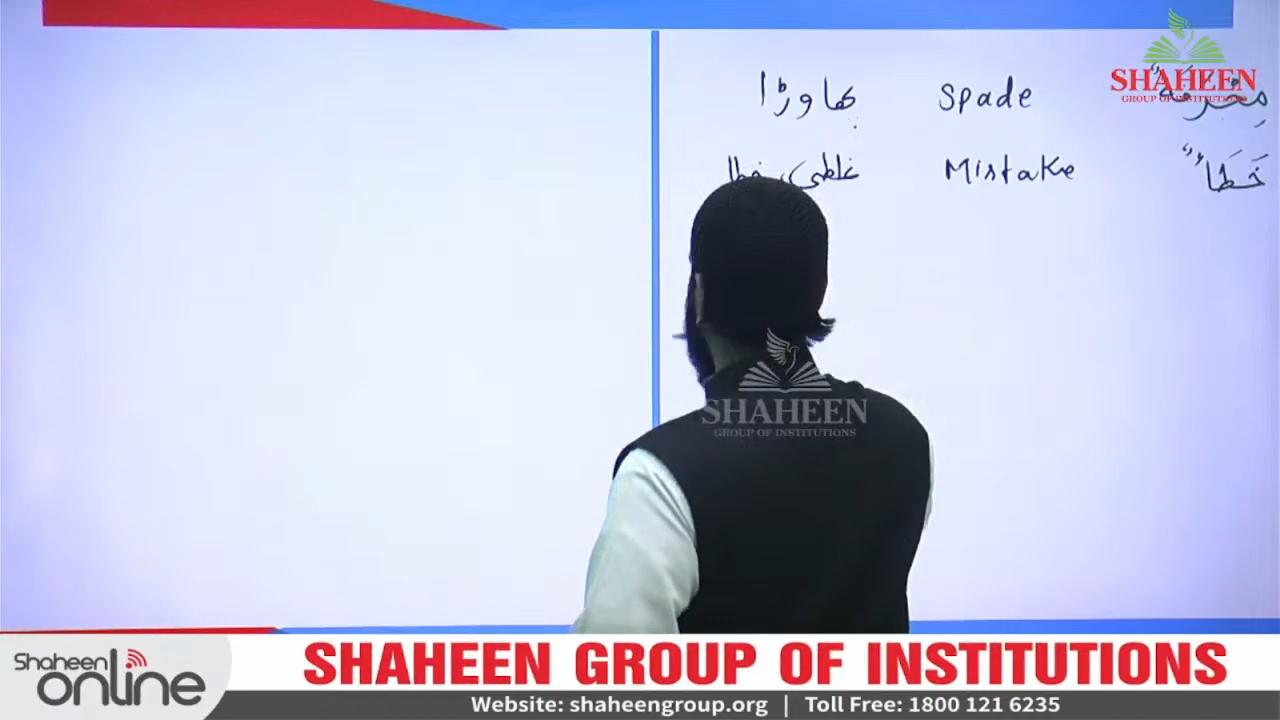 SHAHEEN
GROUP OF INSTITUTIONS
مِجْرَفَةٌ Spade پھاوڑا
خَطَأٌ Mistake غلطی، خطا
SHAHEEN
GROUP OF INSTITUTIONS
Shaheen online
SHAHEEN GROUP OF INSTITUTIONS
Website: shaheengroup.org | Toll Free: 1800 121 6235